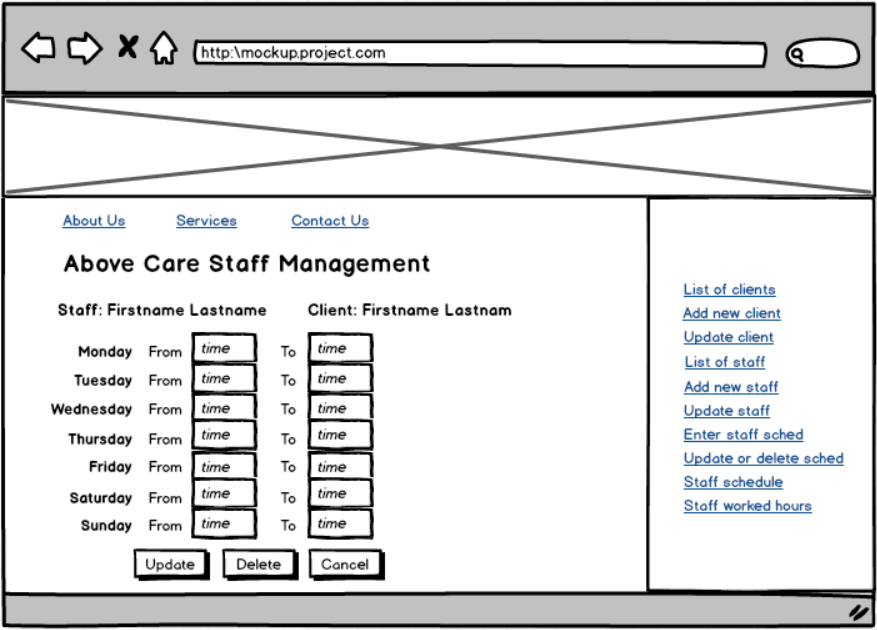 http:\mockup.project.com
About Us Services Contact Us
Above Care Staff Management
Staff: Firstname Lastname Client: Firstname Lastnam
Monday From time To time
Tuesday From time To time
Wednesday From time To time
Thursday From time To time
Friday From time To time
Saturday From time To time
Sunday From time To time
Update Delete Cancel
List of clients
Add new client
Update client
List of staff
Add new staff
Update staff
Enter staff sched
Update or delete sched
Staff schedule
Staff worked hours